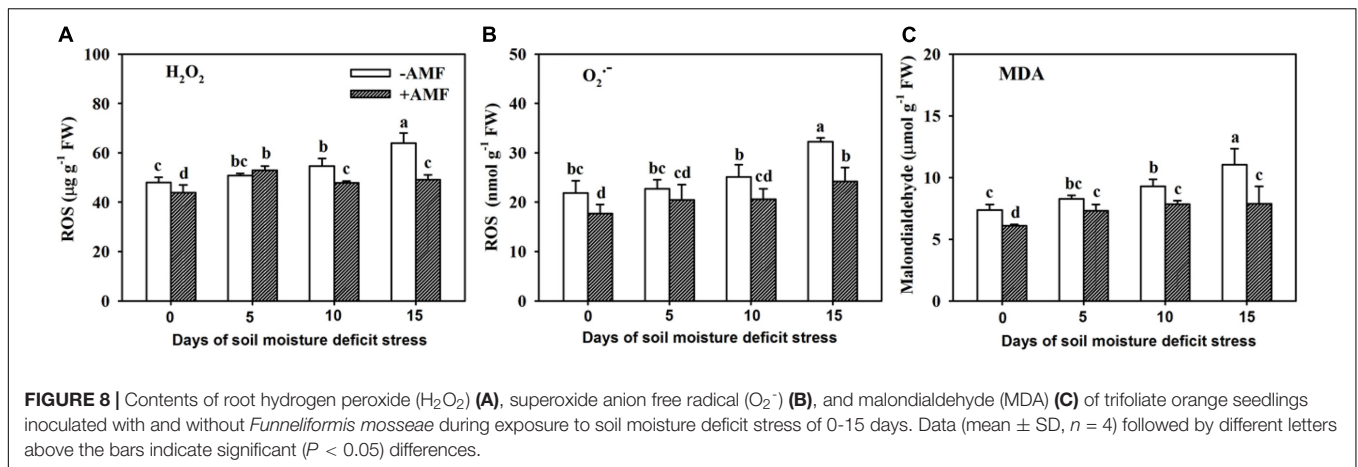 A
100
80
60
40
20
0
ROS (µg g⁻¹ FW)
H₂O₂
-AMF
+AMF
c d bc b b c a c
0 5 10 15
Days of soil moisture deficit stress
B
50
40
30
20
10
0
ROS (nmol g⁻¹ FW)
O₂·⁻
bc d bc cd b cd a b
0 5 10 15
Days of soil moisture deficit stress
C
20
15
10
5
0
Malondialdehyde (µmol g⁻¹ FW)
MDA
c d bc c b c a c
0 5 10 15
Days of soil moisture deficit stress
FIGURE 8 | Contents of root hydrogen peroxide (H₂O₂) (A), superoxide anion free radical (O₂⁻) (B), and malondialdehyde (MDA) (C) of trifoliate orange seedlings
inoculated with and without Funneliformis mosseae during exposure to soil moisture deficit stress of 0-15 days. Data (mean ± SD, n = 4) followed by different letters
above the bars indicate significant (P < 0.05) differences.